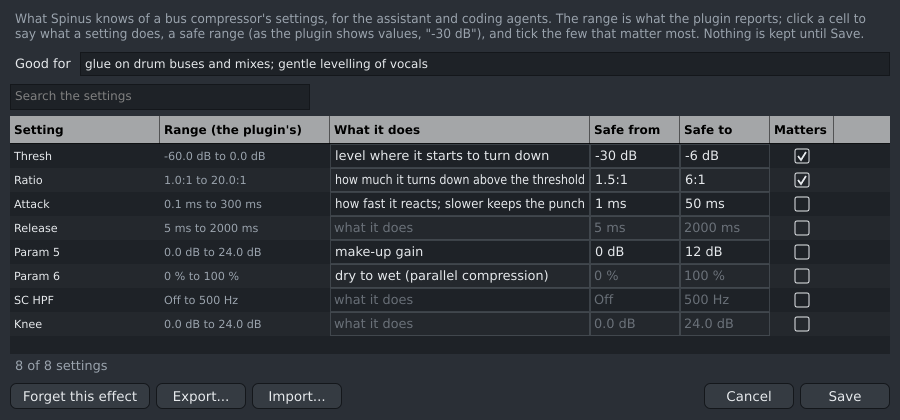 What Spinus knows of a bus compressor's settings, for the assistant and coding agents. The range is what the plugin reports; click a cell to
say what a setting does, a safe range (as the plugin shows values, "-30 dB"), and tick the few that matter most. Nothing is kept until Save.
Good for glue on drum buses and mixes; gentle levelling of vocals
Search the settings
Setting Range (the plugin's) What it does Safe from Safe to Matters
Thresh -60.0 dB to 0.0 dB level where it starts to turn down -30 dB -6 dB
Ratio 1.0:1 to 20.0:1 how much it turns down above the threshold 1.5:1 6:1
Attack 0.1 ms to 300 ms how fast it reacts; slower keeps the punch 1 ms 50 ms
Release 5 ms to 2000 ms what it does 5 ms 2000 ms
Param 5 0.0 dB to 24.0 dB make-up gain 0 dB 12 dB
Param 6 0 % to 100 % dry to wet (parallel compression) 0 % 100 %
SC HPF Off to 500 Hz what it does Off 500 Hz
Knee 0.0 dB to 24.0 dB what it does 0.0 dB 24.0 dB
8 of 8 settings
Forget this effect Export... Import... Cancel Save